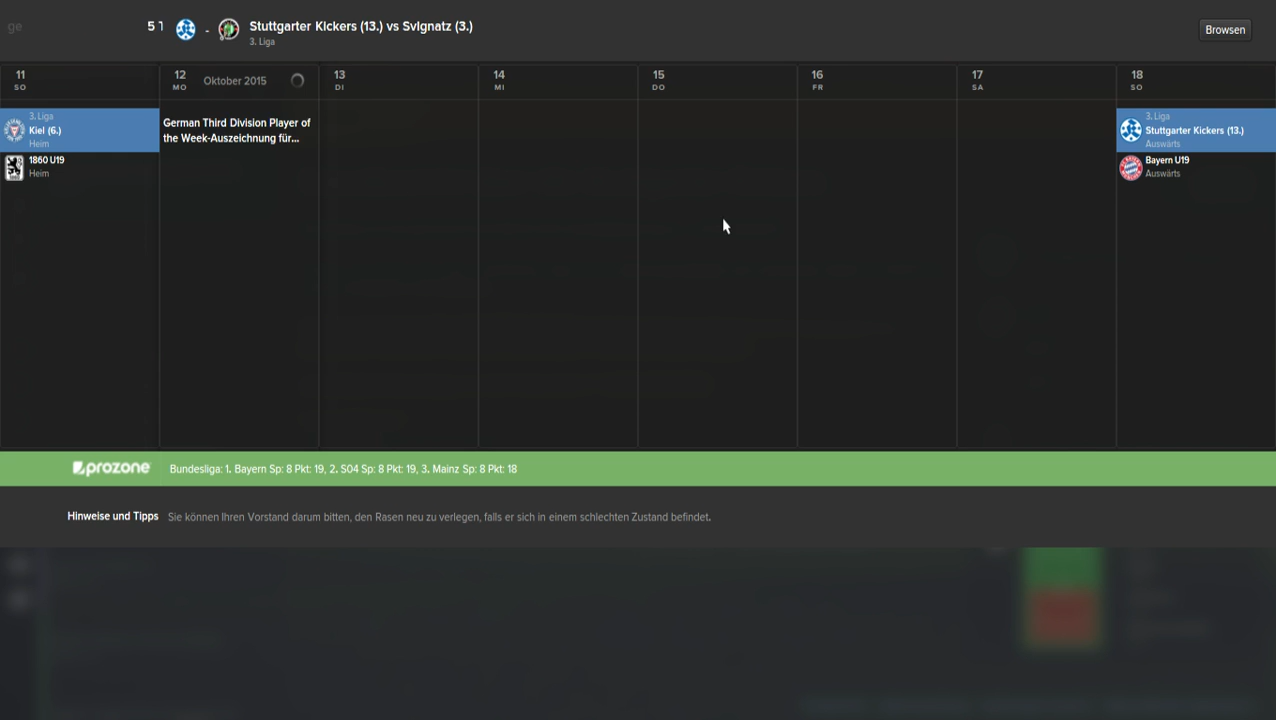 ge
5 T
-
Stuttgarter Kickers (13.) vs SvIgnatz (3.)
3. Liga
Browsen
11
SO
12
MO
Oktober 2015
13
DI
14
MI
15
DO
16
FR
17
SA
18
SO
3. Liga
Kiel (6.)
Heim
1860 U19
Heim
German Third Division Player of
the Week-Auszeichnung für...
3. Liga
Stuttgarter Kickers (13.)
Auswärts
Bayern U19
Auswärts
prozone
Bundesliga: 1. Bayern Sp: 8 Pkt: 19, 2. S04 Sp: 8 Pkt: 19, 3. Mainz Sp: 8 Pkt: 18
Hinweise und Tipps
Sie können Ihren Vorstand darum bitten, den Rasen neu zu verlegen, falls er sich in einem schlechten Zustand befindet.